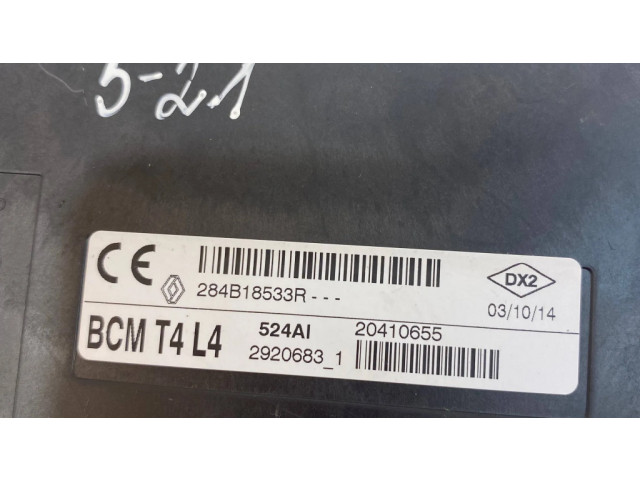 5-21
CE
284B18533R---
DX2
03/10/14
BCM T4 L4
524AI
20410655
2920683_1